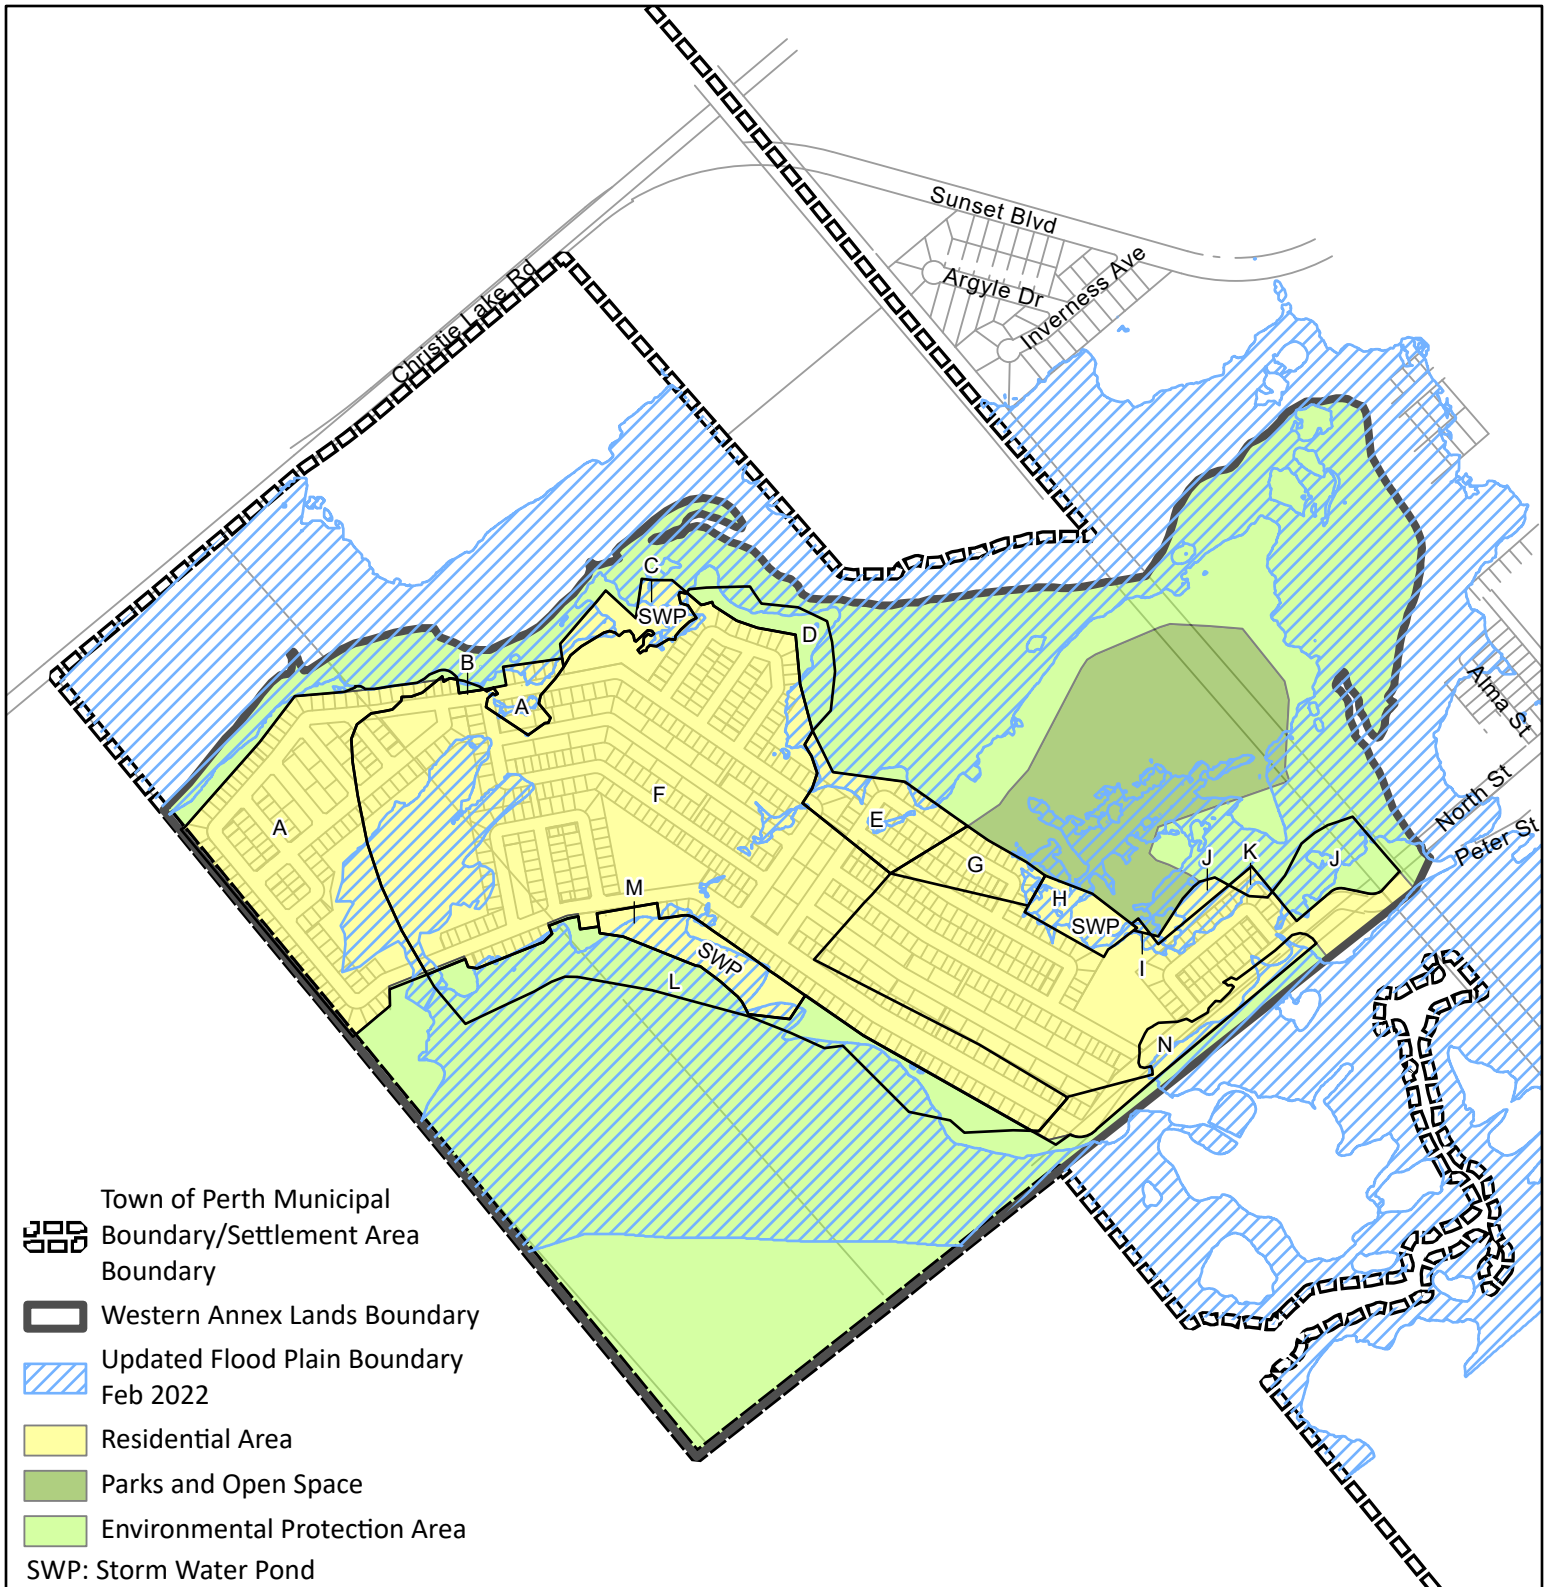 Sunset Blvd
Argyle Dr
Inverness Ave
Christie Lake Rd
C
SWP
D
B
A
Alma St
North St
Peter St
F
A
E
G
J
K
J
M
H
SWP
SWP
L
I
N
Town of Perth Municipal
Boundary/Settlement Area
Boundary
Western Annex Lands Boundary
Updated Flood Plain Boundary
Feb 2022
Residential Area
Parks and Open Space
Environmental Protection Area
SWP: Storm Water Pond